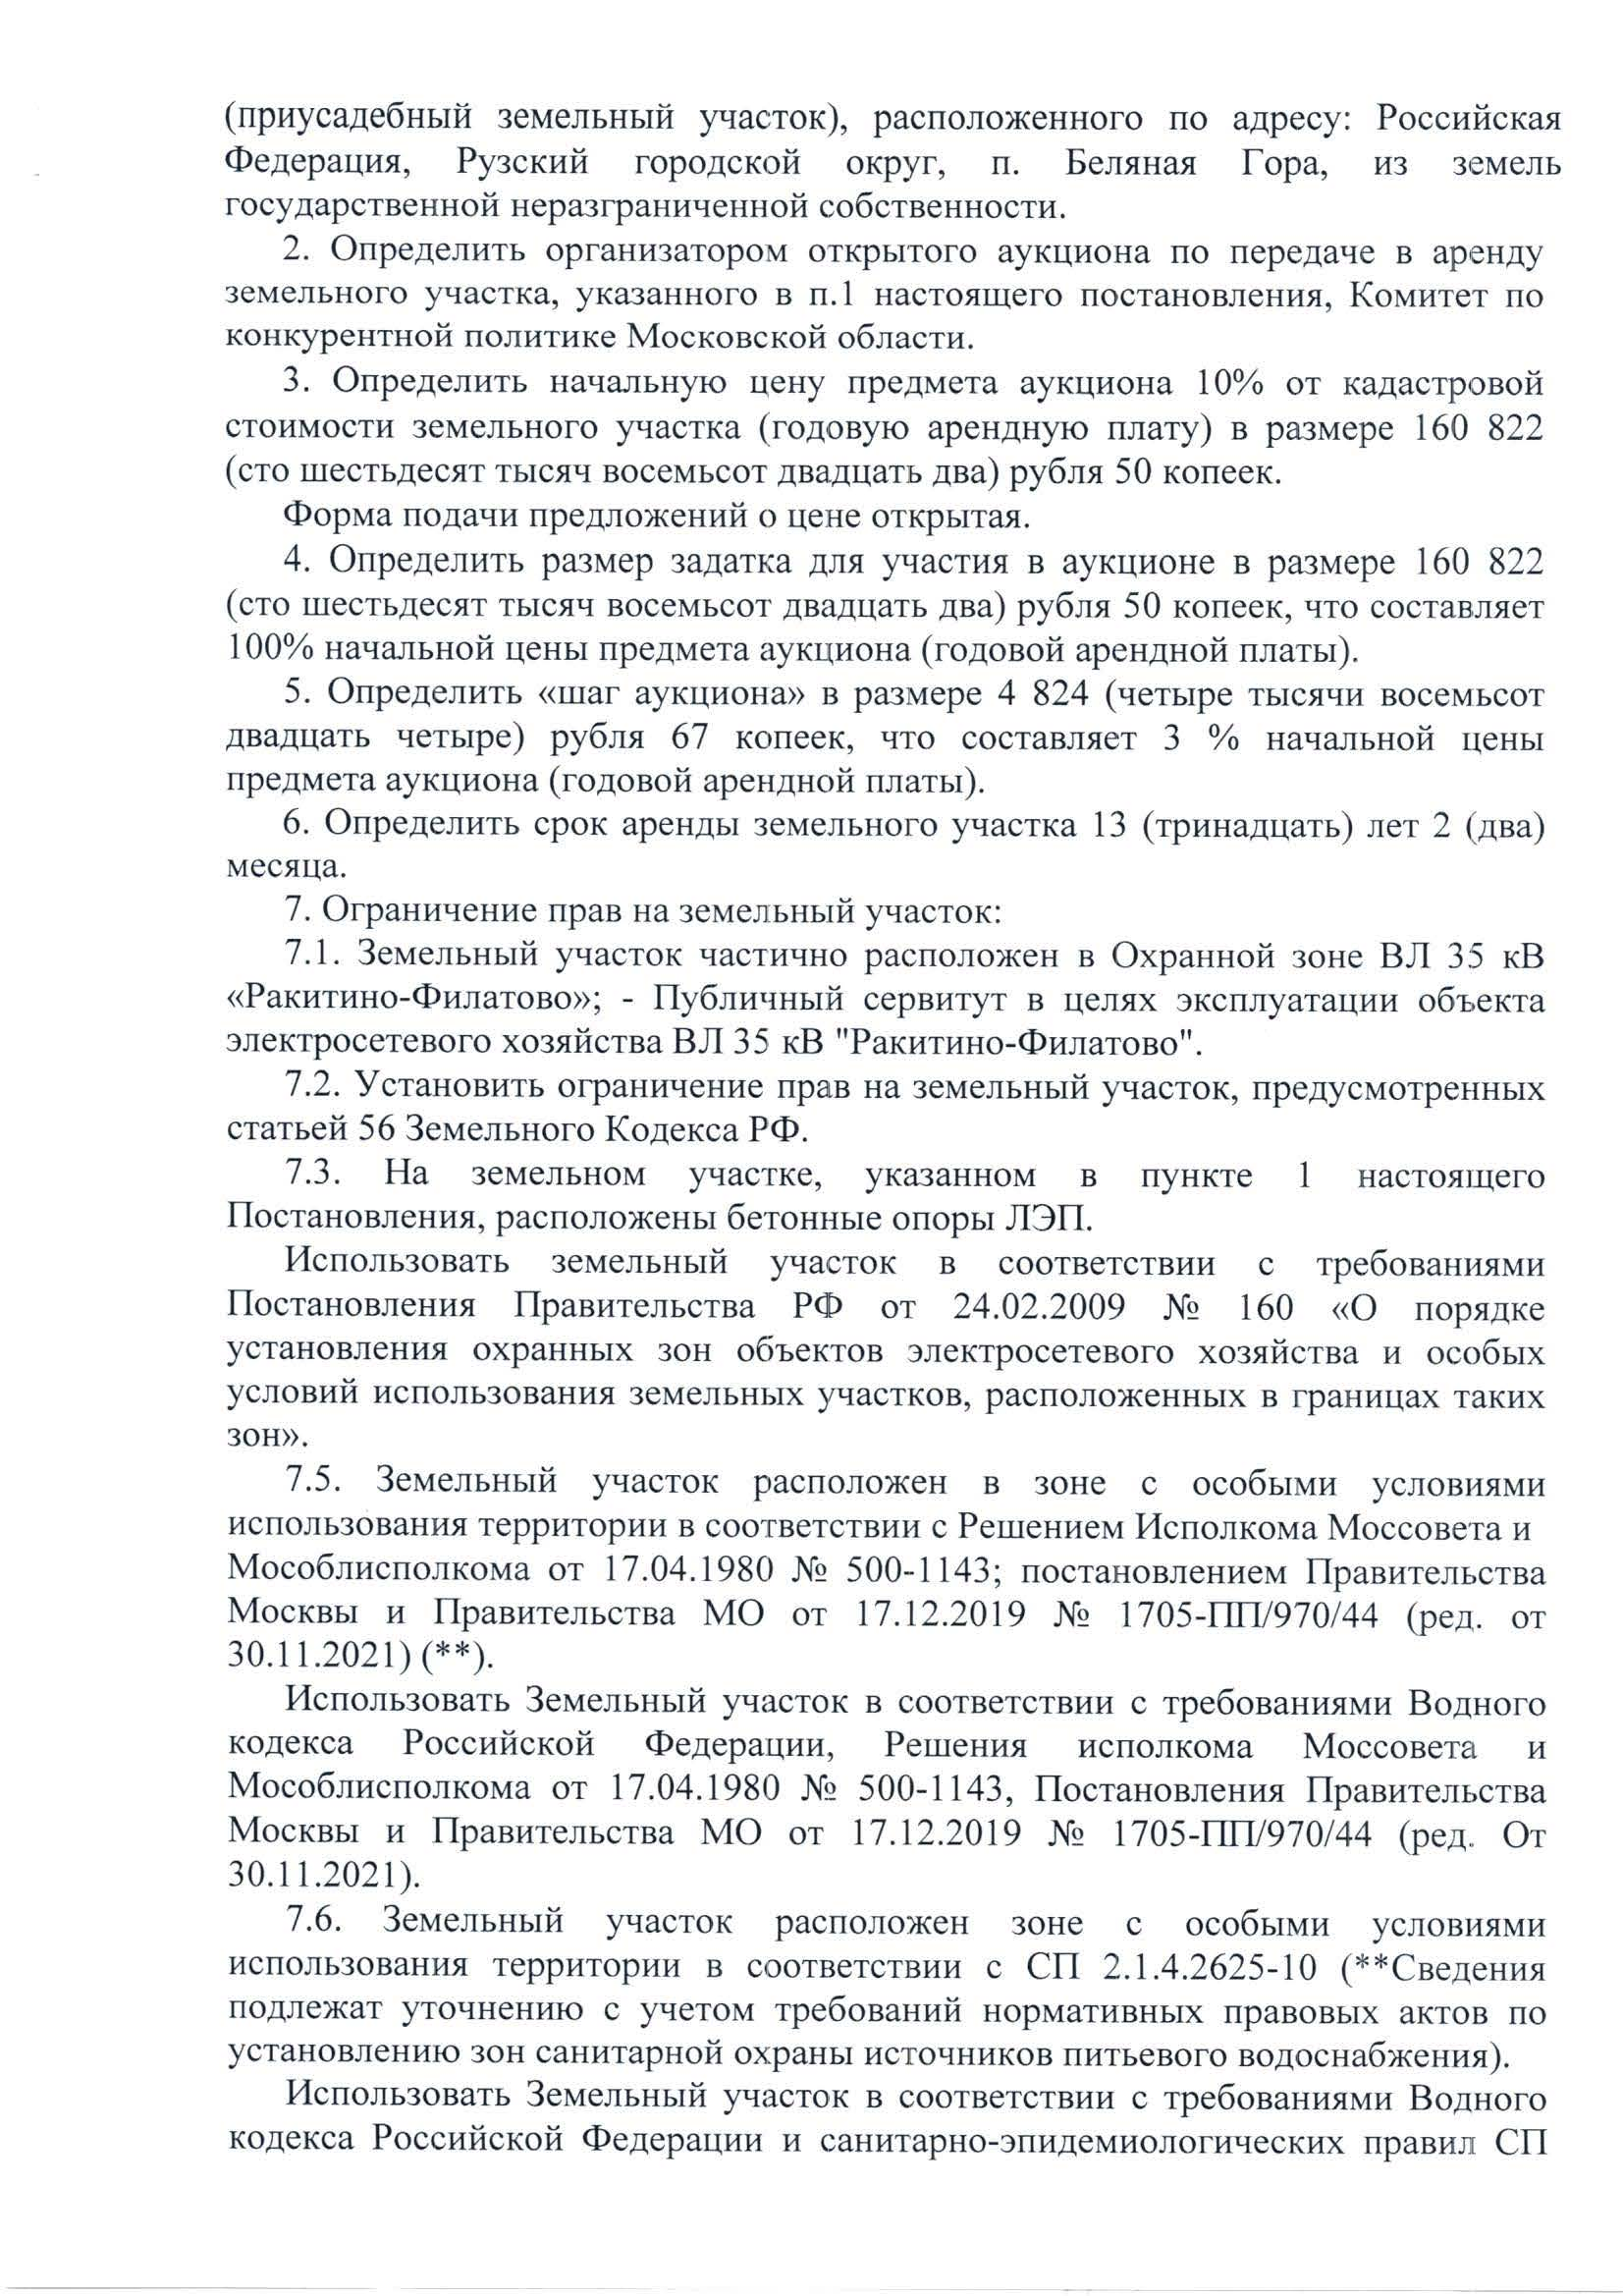 (приусадебный земельный участок), расположенного по адресу: Российская
Федерация, Рузский городской округ, п. Беляная Гора, из земель
государственной неразграниченной собственности.
2. Определить организатором открытого аукциона по передаче в аренду
земельного участка, указанного в п.1 настоящего постановления, Комитет по
конкурентной политике Московской области.
3. Определить начальную цену предмета аукциона 10% от кадастровой
стоимости земельного участка (годовую арендную плату) в размере 160 822
(сто шестьдесят тысяч восемьсот двадцать два) рубля 50 копеек.
Форма подачи предложений о цене открытая.
4. Определить размер задатка для участия в аукционе в размере 160 822
(сто шестьдесят тысяч восемьсот двадцать два) рубля 50 копеек, что составляет
100% начальной цены предмета аукциона (годовой арендной платы).
5. Определить «шаг аукциона» в размере 4 824 (четыре тысячи восемьсот
двадцать четыре) рубля 67 копеек, что составляет 3 % начальной цены
предмета аукциона (годовой арендной платы).
6. Определить срок аренды земельного участка 13 (тринадцать) лет 2 (два)
месяца.
7. Ограничение прав на земельный участок:
7.1. Земельный участок частично расположен в Охранной зоне ВЛ 35 кВ
«Ракитино-Филатово»; - Публичный сервитут в целях эксплуатации объекта
электросетевого хозяйства ВЛ 35 кВ "Ракитино-Филатово".
7.2. Установить ограничение прав на земельный участок, предусмотренных
статьей 56 Земельного Кодекса РФ.
7.3. На земельном участке, указанном в пункте 1 настоящего
Постановления, расположены бетонные опоры ЛЭП.
Использовать земельный участок в соответствии с требованиями
Постановления Правительства РФ от 24.02.2009 № 160 «О порядке
установления охранных зон объектов электросетевого хозяйства и особых
условий использования земельных участков, расположенных в границах таких
зон».
7.5. Земельный участок расположен в зоне с особыми условиями
использования территории в соответствии с Решением Исполкома Моссовета и
Мособлисполкома от 17.04.1980 № 500-1143; постановлением Правительства
Москвы и Правительства МО от 17.12.2019 № 1705-ПП/970/44 (ред. от
30.11.2021) (**).
Использовать Земельный участок в соответствии с требованиями Водного
кодекса Российской Федерации, Решения исполкома Моссовета и
Мособлисполкома от 17.04.1980 № 500-1143, Постановления Правительства
Москвы и Правительства МО от 17.12.2019 № 1705-ПП/970/44 (ред. От
30.11.2021).
7.6. Земельный участок расположен зоне с особыми условиями
использования территории в соответствии с СП 2.1.4.2625-10 (**Сведения
подлежат уточнению с учетом требований нормативных правовых актов по
установлению зон санитарной охраны источников питьевого водоснабжения).
Использовать Земельный участок в соответствии с требованиями Водного
кодекса Российской Федерации и санитарно-эпидемиологических правил СП